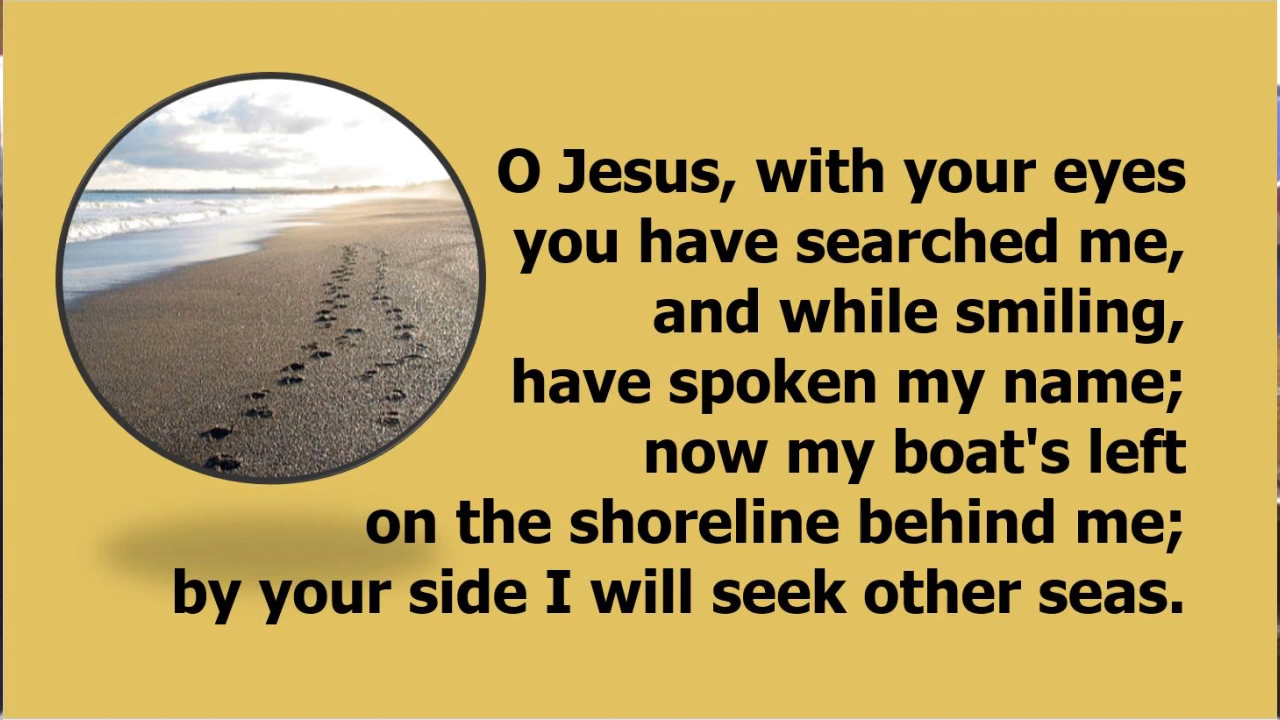 O Jesus, with your eyes
you have searched me,
and while smiling,
have spoken my name;
now my boat's left
on the shoreline behind me;
by your side I will seek other seas.